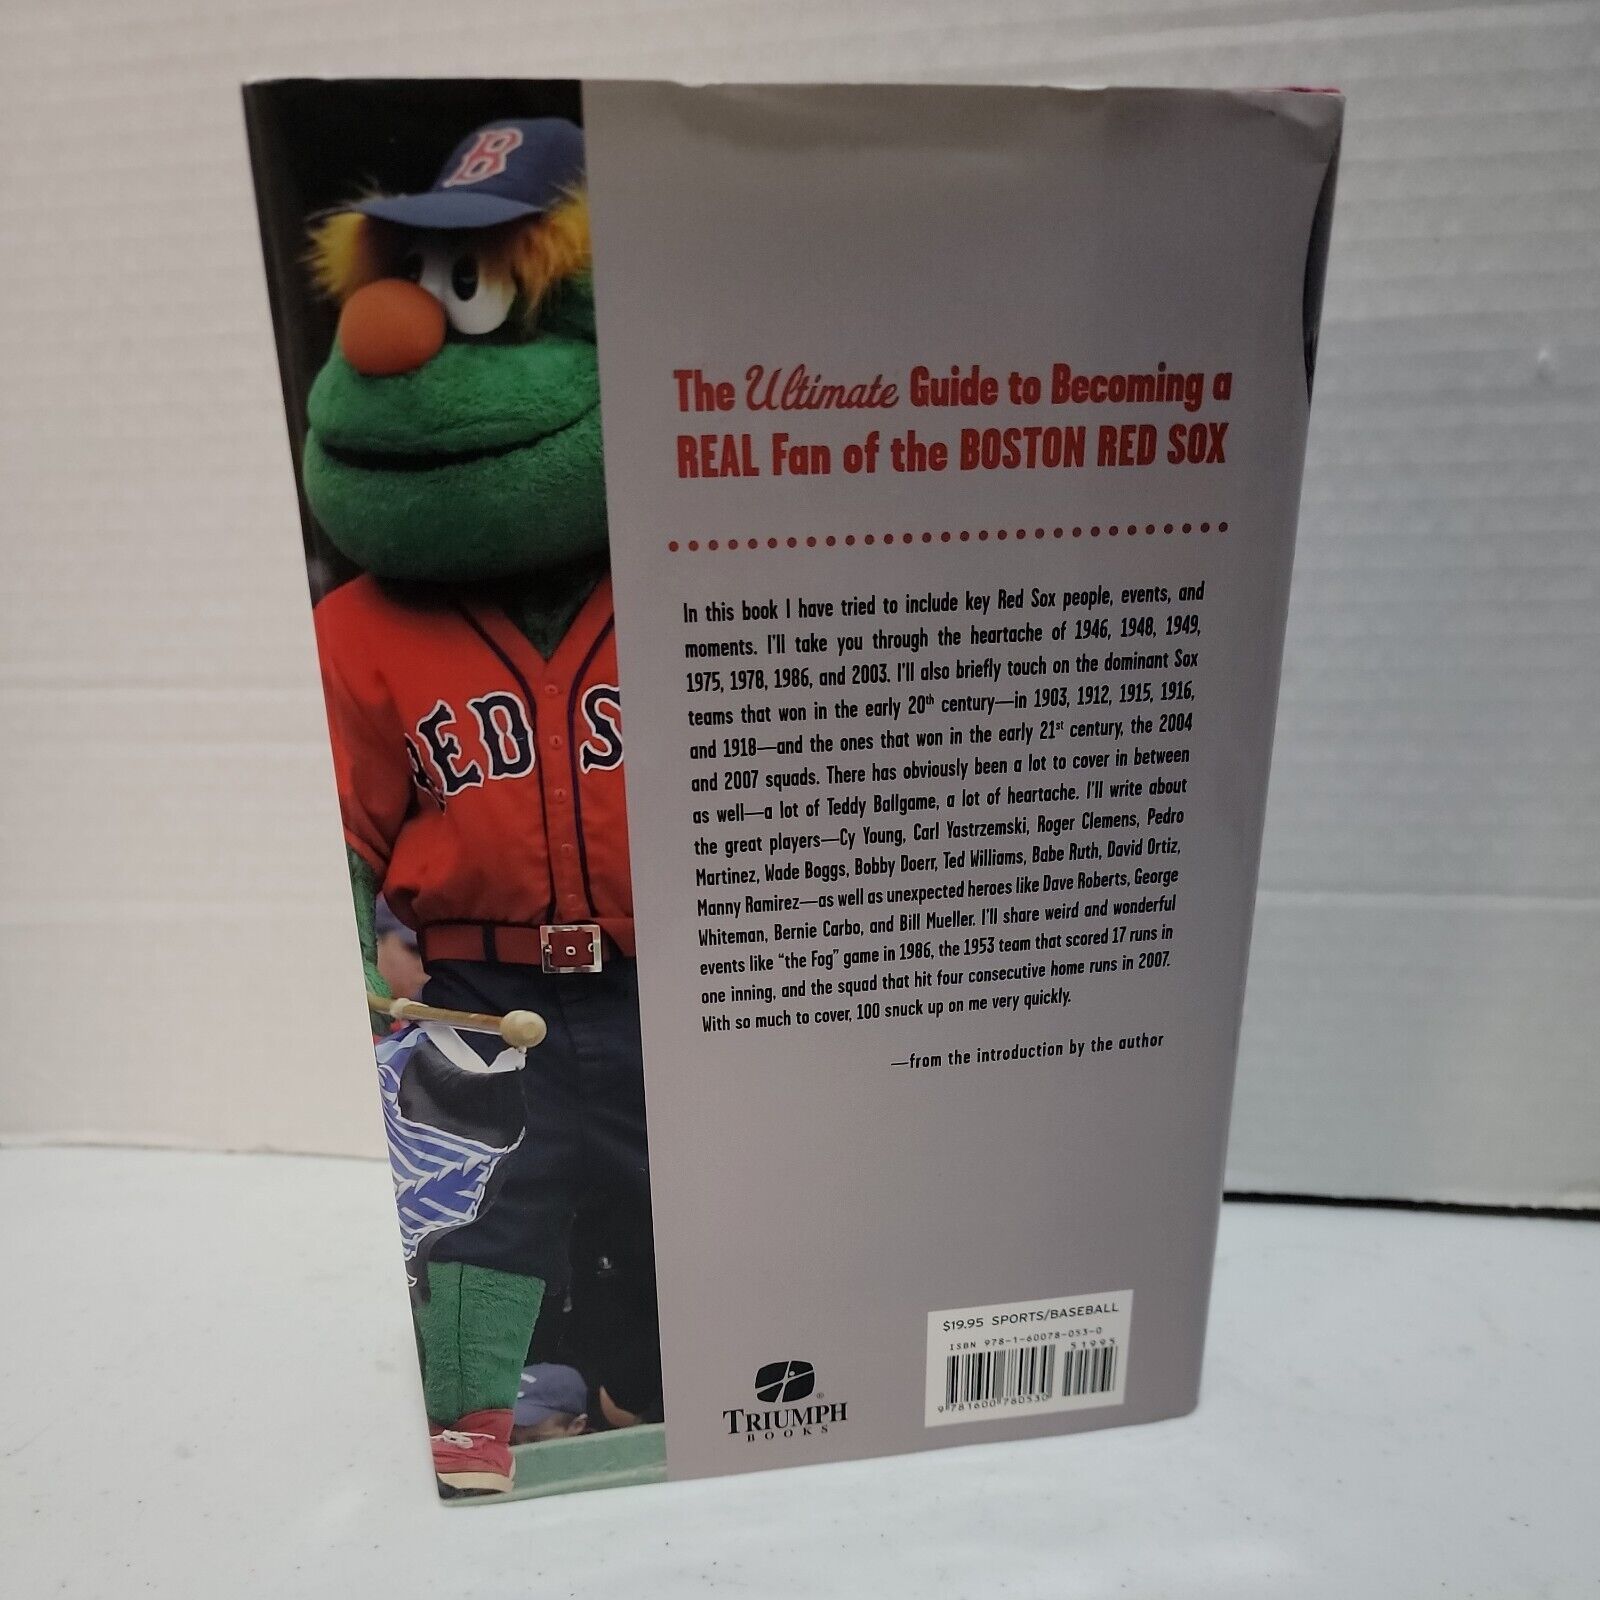 B
RED S
The Ultimate Guide to Becoming a
REAL Fan of the BOSTON RED SOX
In this book I have tried to include key Red Sox people, events, and
moments. I'll take you through the heartache of 1946, 1948, 1949,
1975, 1978, 1986, and 2003. I'll also briefly touch on the dominant Sox
teams that won in the early 20th century—in 1903, 1912, 1915, 1916,
and 1918—and the ones that won in the early 21st century, the 2004
and 2007 squads. There has obviously been a lot to cover in between
as well—a lot of Teddy Ballgame, a lot of heartache. I'll write about
the great players—Cy Young, Carl Yastrzemski, Roger Clemens, Pedro
Martinez, Wade Boggs, Bobby Doerr, Ted Williams, Babe Ruth, David Ortiz,
Manny Ramirez—as well as unexpected heroes like Dave Roberts, George
Whiteman, Bernie Carbo, and Bill Mueller. I'll share weird and wonderful
events like "the Fog" game in 1986, the 1953 team that scored 17 runs in
one inning, and the squad that hit four consecutive home runs in 2007.
With so much to cover, 100 snuck up on me very quickly.
—from the introduction by the author
$19.95 SPORTS/BASEBALL
ISBN 978-1-60078-053-0
51995
9 781600 780530
TRIUMPH
BOOKS